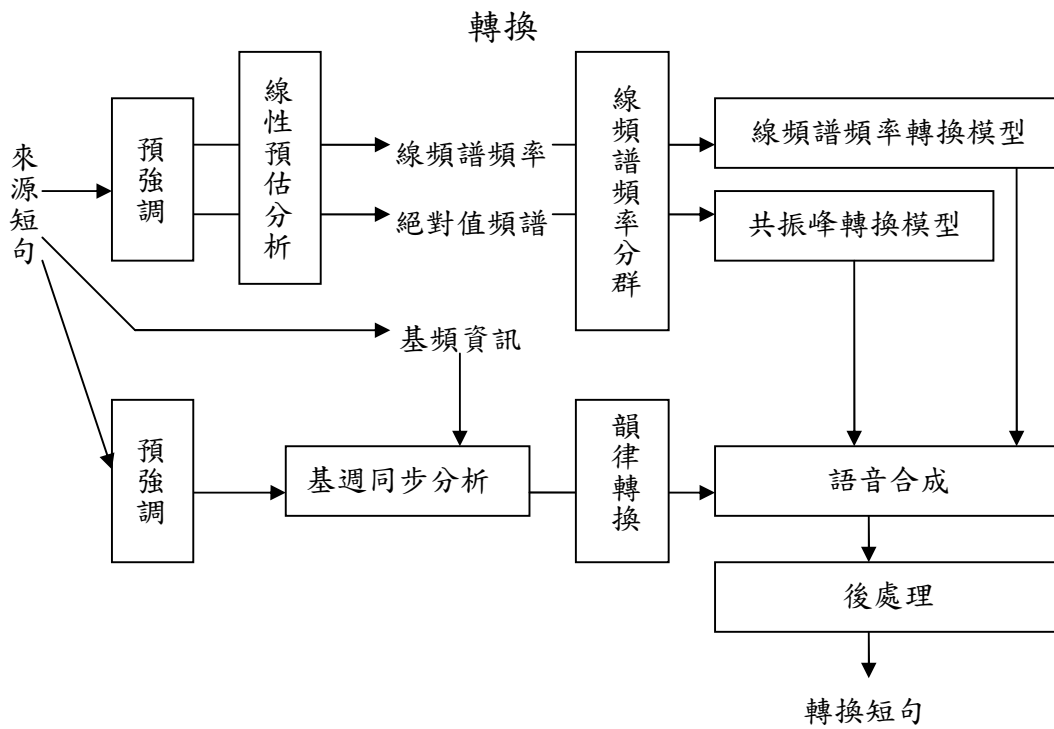 轉換
來源短句
預強調
線性預估分析
線頻譜頻率
絕對值頻譜
線頻譜頻率分群
線頻譜頻率轉換模型
共振峰轉換模型
基頻資訊
預強調
基週同步分析
韻律轉換
語音合成
後處理
轉換短句